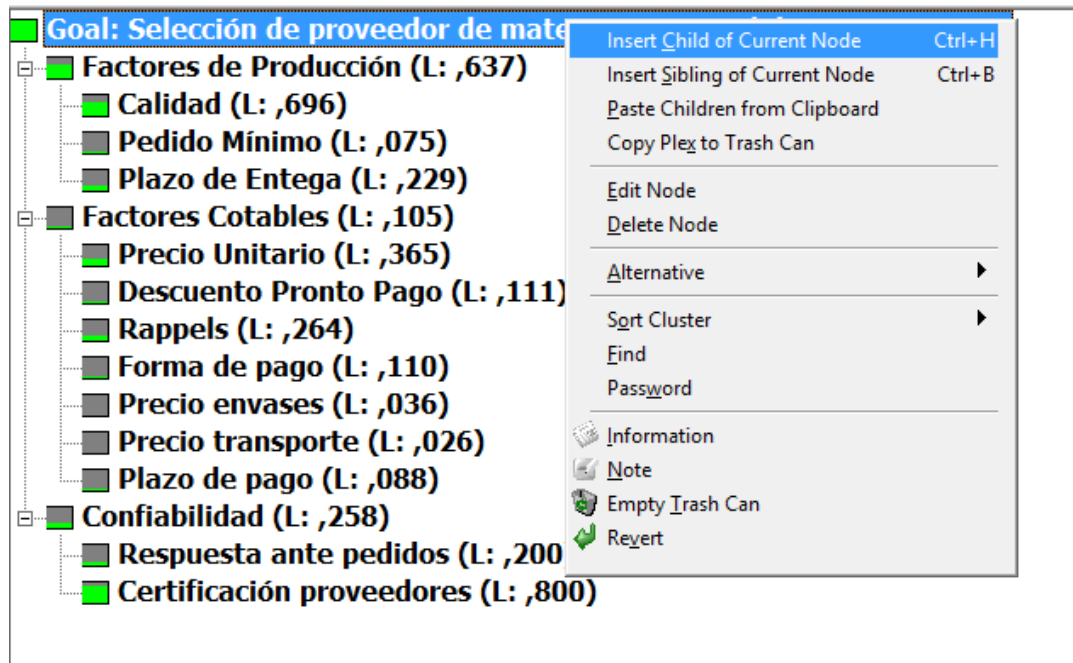 Goal: Selección de proveedor de mate
Factores de Producción (L: ,637)
Calidad (L: ,696)
Pedido Mínimo (L: ,075)
Plazo de Entega (L: ,229)
Factores Cotables (L: ,105)
Precio Unitario (L: ,365)
Descuento Pronto Pago (L: ,111)
Rappels (L: ,264)
Forma de pago (L: ,110)
Precio envases (L: ,036)
Precio transporte (L: ,026)
Plazo de pago (L: ,088)
Confiabilidad (L: ,258)
Respuesta ante pedidos (L: ,200
Certificación proveedores (L: ,800)
Insert Child of Current Node Ctrl+H
Insert Sibling of Current Node Ctrl+B
Paste Children from Clipboard
Copy Plex to Trash Can
Edit Node
Delete Node
Alternative
Sort Cluster
Find
Password
Information
Note
Empty Trash Can
Revert